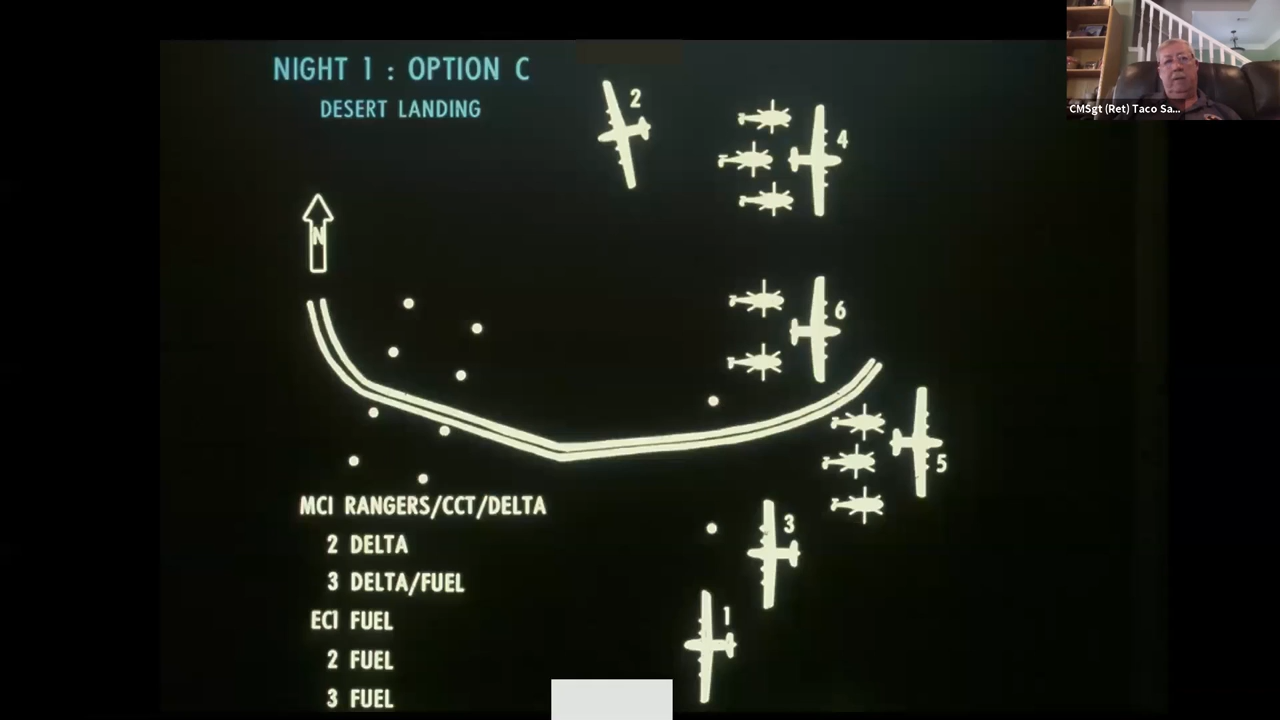 NIGHT 1 : OPTION C
DESERT LANDING
2
4
N
6
5
3
1
MC1 RANGERS/CCT/DELTA
2 DELTA
3 DELTA/FUEL
EC1 FUEL
2 FUEL
3 FUEL
CMSgt (Ret) Taco Sa...